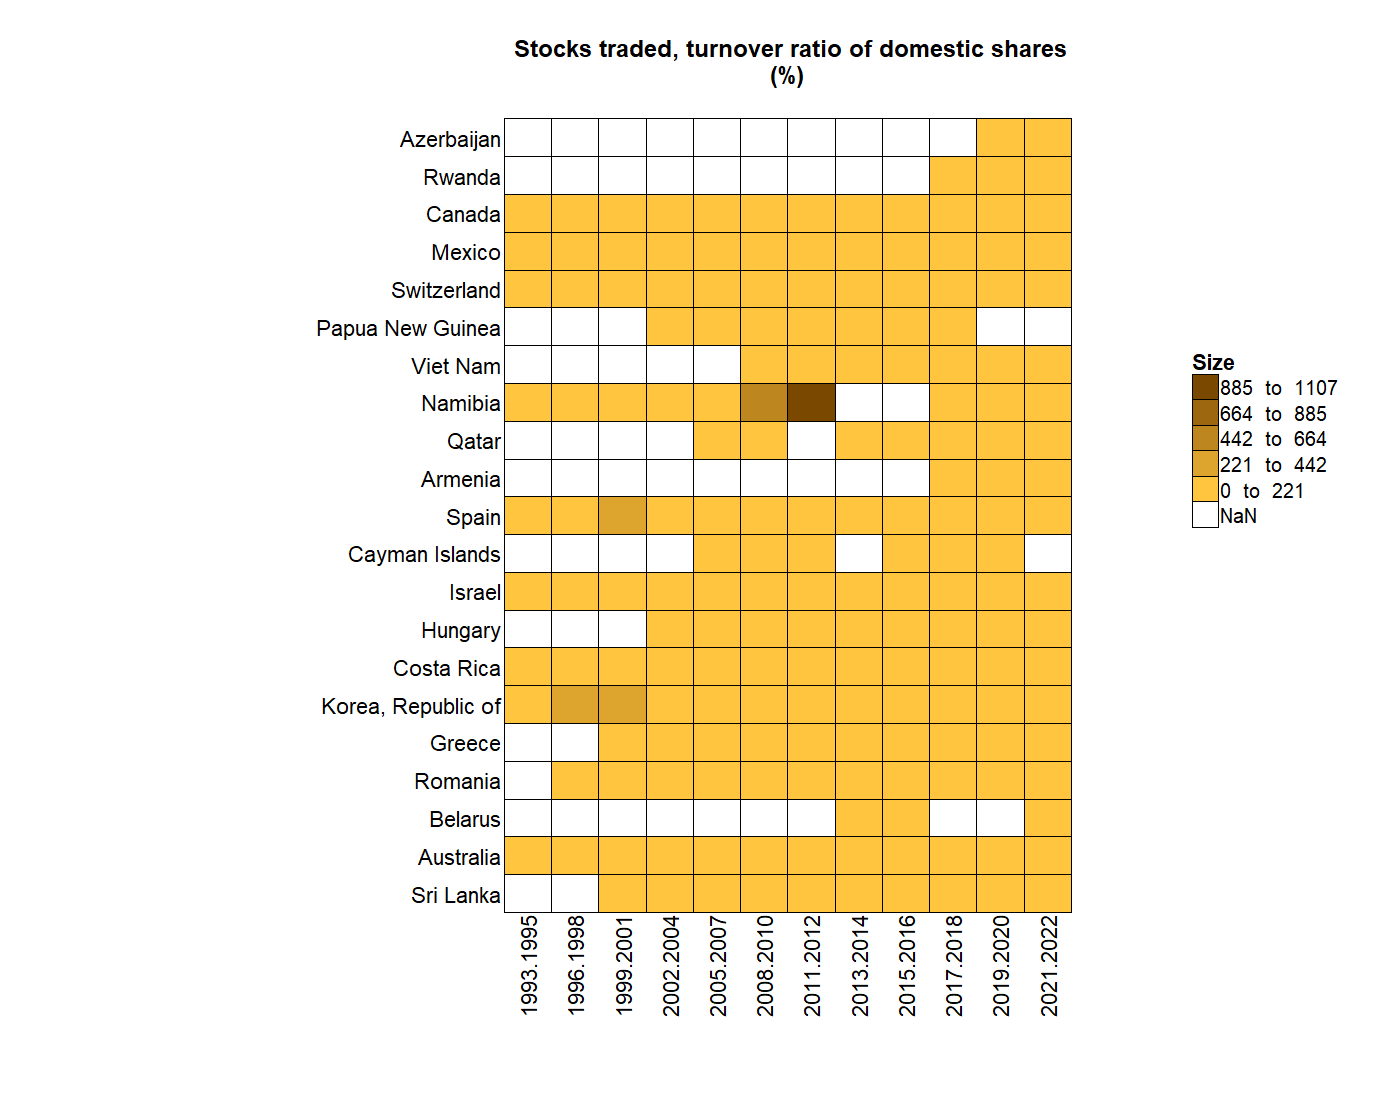 Stocks traded, turnover ratio of domestic shares
(%)
Azerbaijan
Rwanda
Canada
Mexico
Switzerland
Papua New Guinea
Viet Nam
Namibia
Qatar
Armenia
Spain
Cayman Islands
Israel
Hungary
Costa Rica
Korea, Republic of
Greece
Romania
Belarus
Australia
Sri Lanka
1993.1995
1996.1998
1999.2001
2002.2004
2005.2007
2008.2010
2011.2012
2013.2014
2015.2016
2017.2018
2019.2020
2021.2022
Size
885 to 1107
664 to 885
442 to 664
221 to 442
0 to 221
NaN